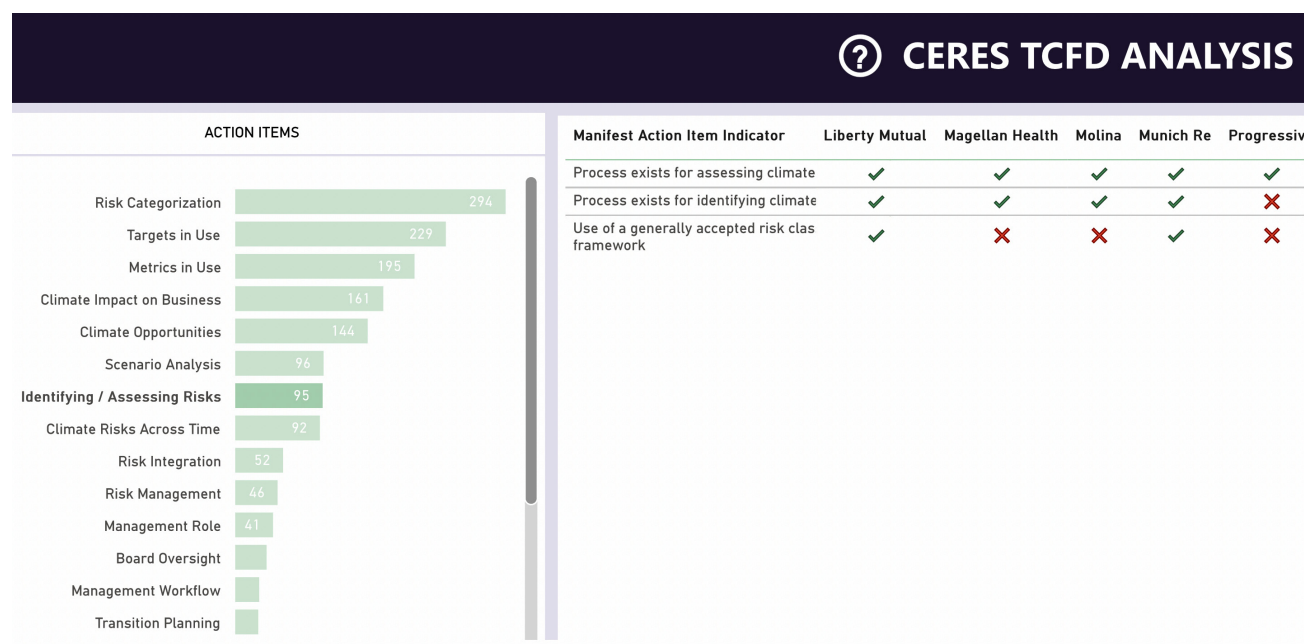 ? CERES TCFD ANALYSIS
ACTION ITEMS
Risk Categorization 294
Targets in Use 229
Metrics in Use 195
Climate Impact on Business 161
Climate Opportunities 144
Scenario Analysis 96
Identifying / Assessing Risks 95
Climate Risks Across Time 92
Risk Integration 52
Risk Management 46
Management Role 41
Board Oversight
Management Workflow
Transition Planning
Manifest Action Item Indicator Liberty Mutual Magellan Health Molina Munich Re Progressiv
Process exists for assessing climate
Process exists for identifying climate
Use of a generally accepted risk clas
framework